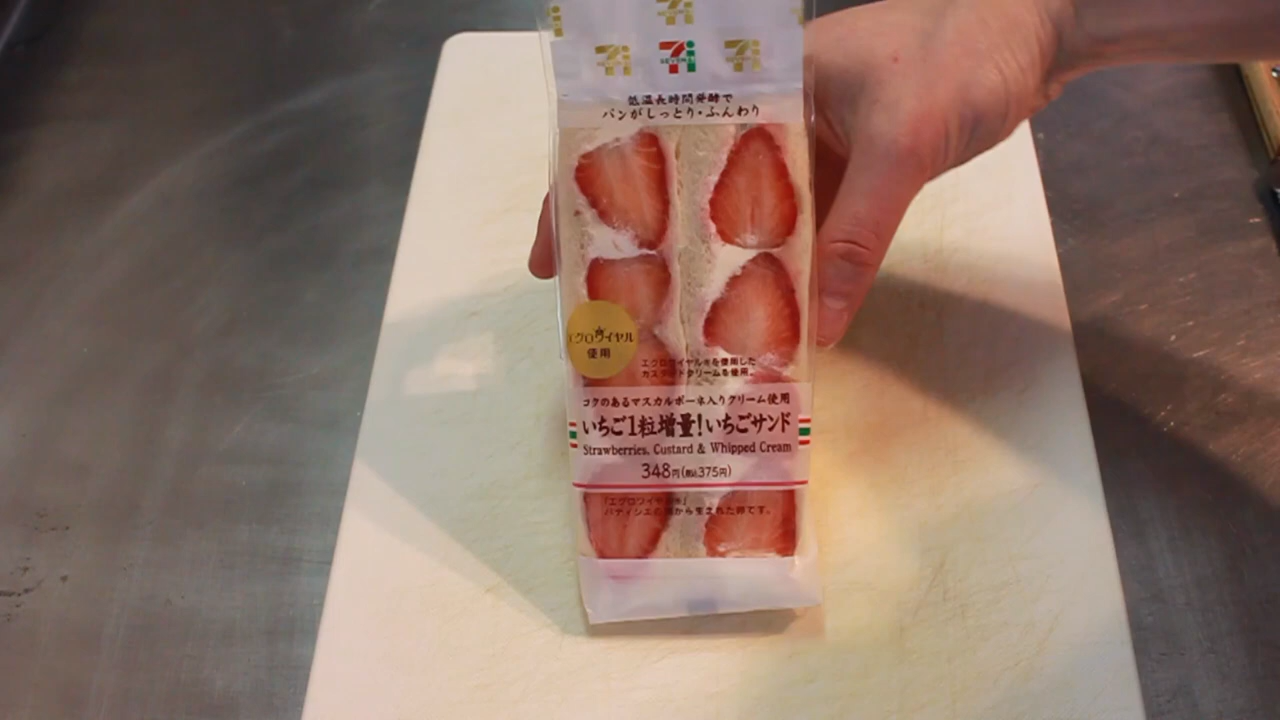 低温長時間発酵で
パンがしっとり・ふんわり
エグロワイヤル
使用
エグロワイヤル®を使用した
カスタードクリームを使用。
コクのあるマスカルポーネ入りクリーム使用
いちご1粒増量!いちごサンド
Strawberries, Custard & Whipped Cream
348円(税込375円)
「エグロワイヤル®」
パティシエの声から生まれた卵です。